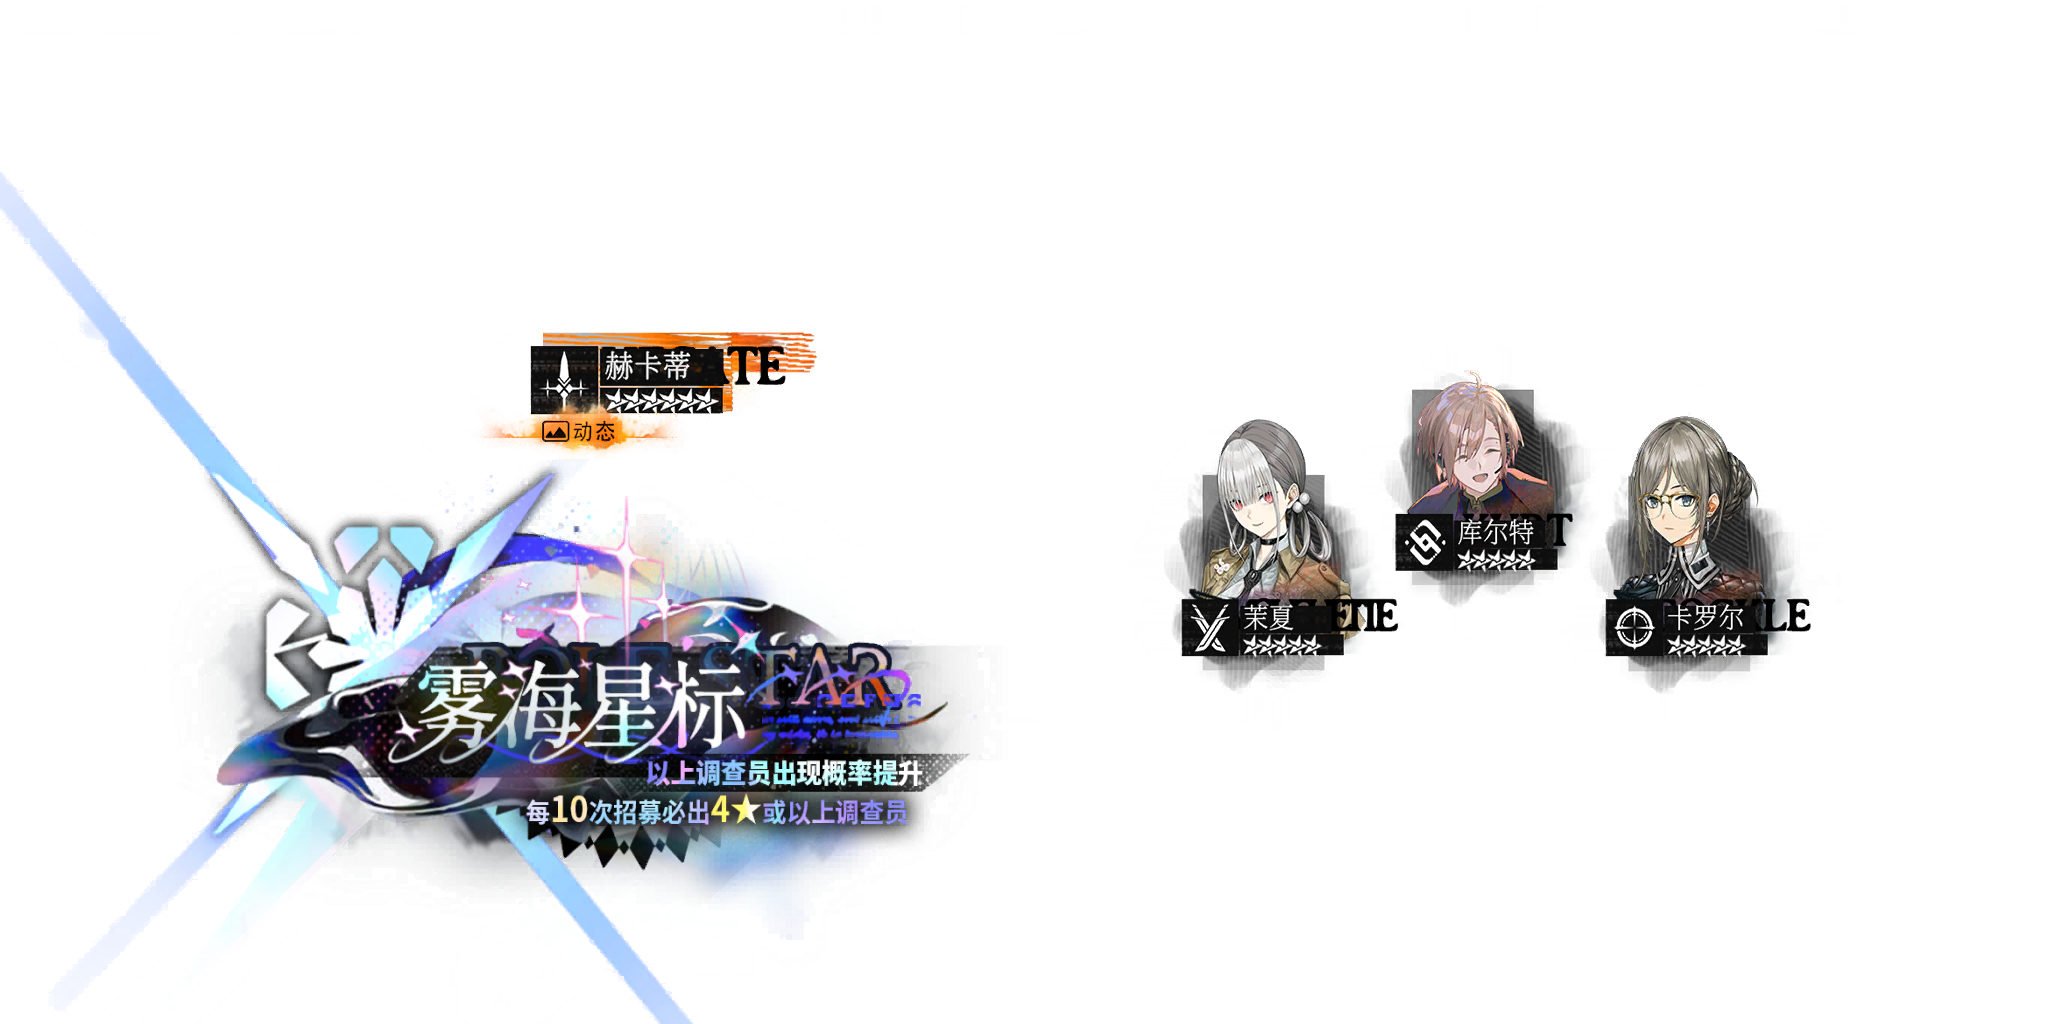 赫卡蒂
动态
雾海星标
以上调查员出现概率提升
每10次招募必出4★或以上调查员
茉夏
库尔特
卡罗尔